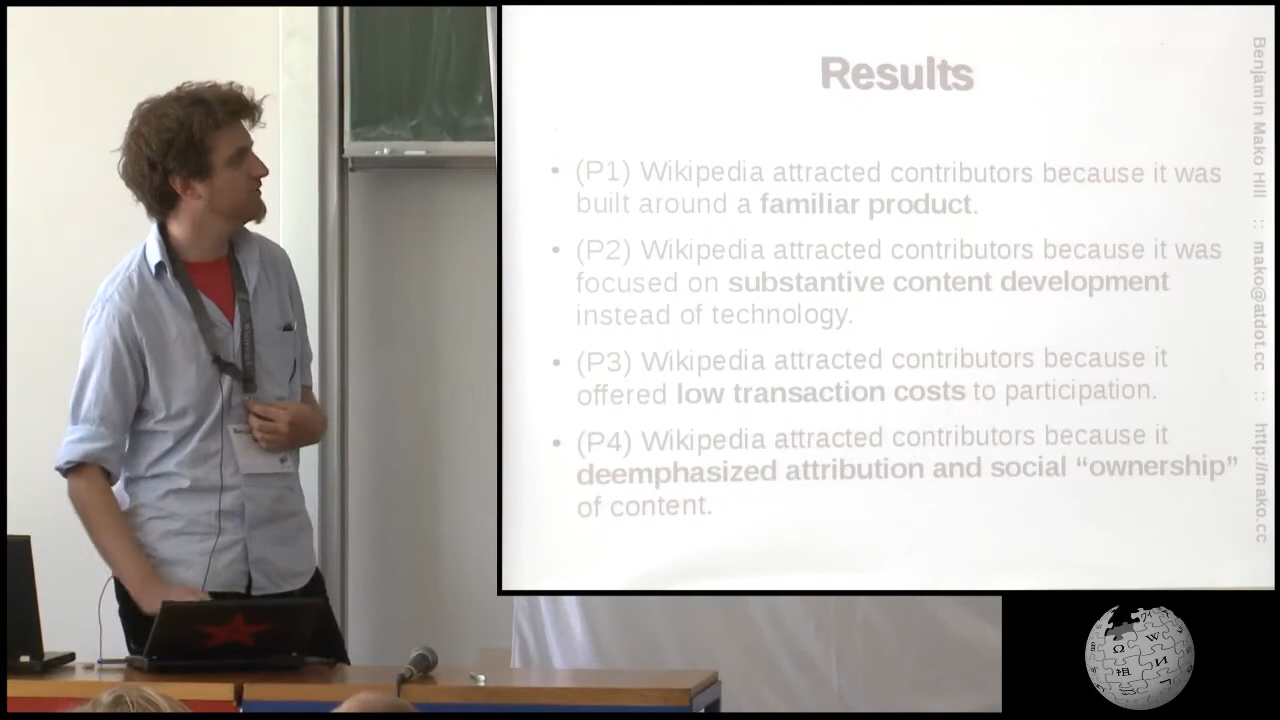 Results
• (P1) Wikipedia attracted contributors because it was
built around a familiar product.
• (P2) Wikipedia attracted contributors because it was
focused on substantive content development
instead of technology.
• (P3) Wikipedia attracted contributors because it
offered low transaction costs to participation.
• (P4) Wikipedia attracted contributors because it
deemphasized attribution and social “ownership”
of content.
Benjamin Mako Hill :: mako@atdot.cc :: http://mako.cc
Ω W
祖 И